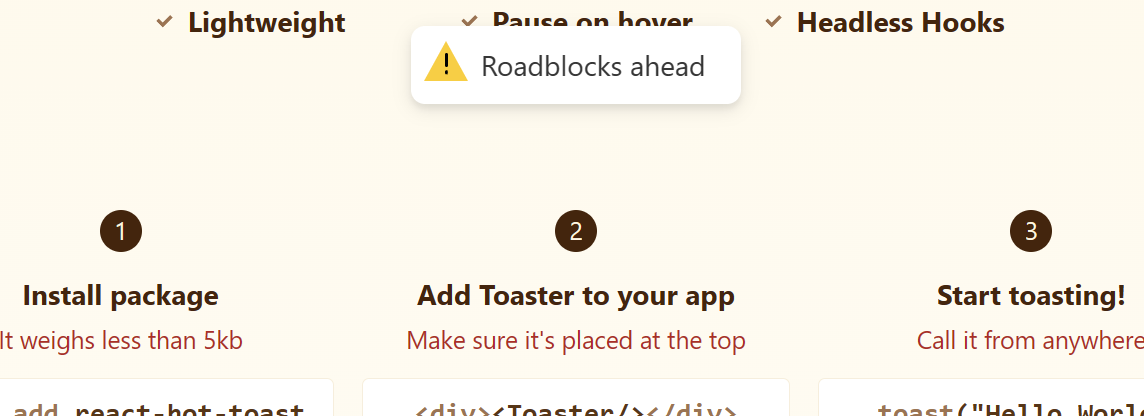 Lightweight
Pause on hover
Headless Hooks
Roadblocks ahead
1
2
3
Install package
Add Toaster to your app
Start toasting!
It weighs less than 5kb
Make sure it's placed at the top
Call it from anywhere
add react-hot-toast
<div><Toaster/></div>
toast("Hello Worl